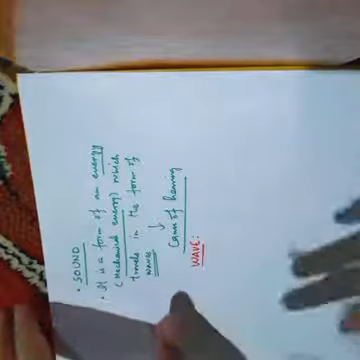 • SOUND
• It is a form of an energy
(mechanical energy) which
travels in the form of
waves ↓
Cause of hearing
WAVE: